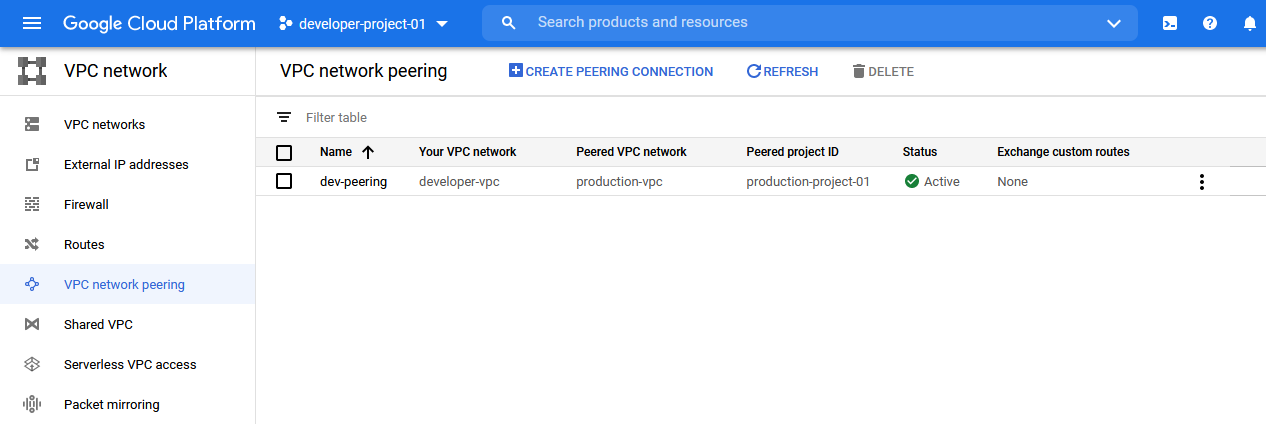 Google Cloud Platform developer-project-01 Search products and resources
VPC network
VPC network peering CREATE PEERING CONNECTION REFRESH DELETE
VPC networks
External IP addresses
Firewall
Routes
VPC network peering
Shared VPC
Serverless VPC access
Packet mirroring
Filter table
Name Your VPC network Peered VPC network Peered project ID Status Exchange custom routes
dev-peering developer-vpc production-vpc production-project-01 Active None